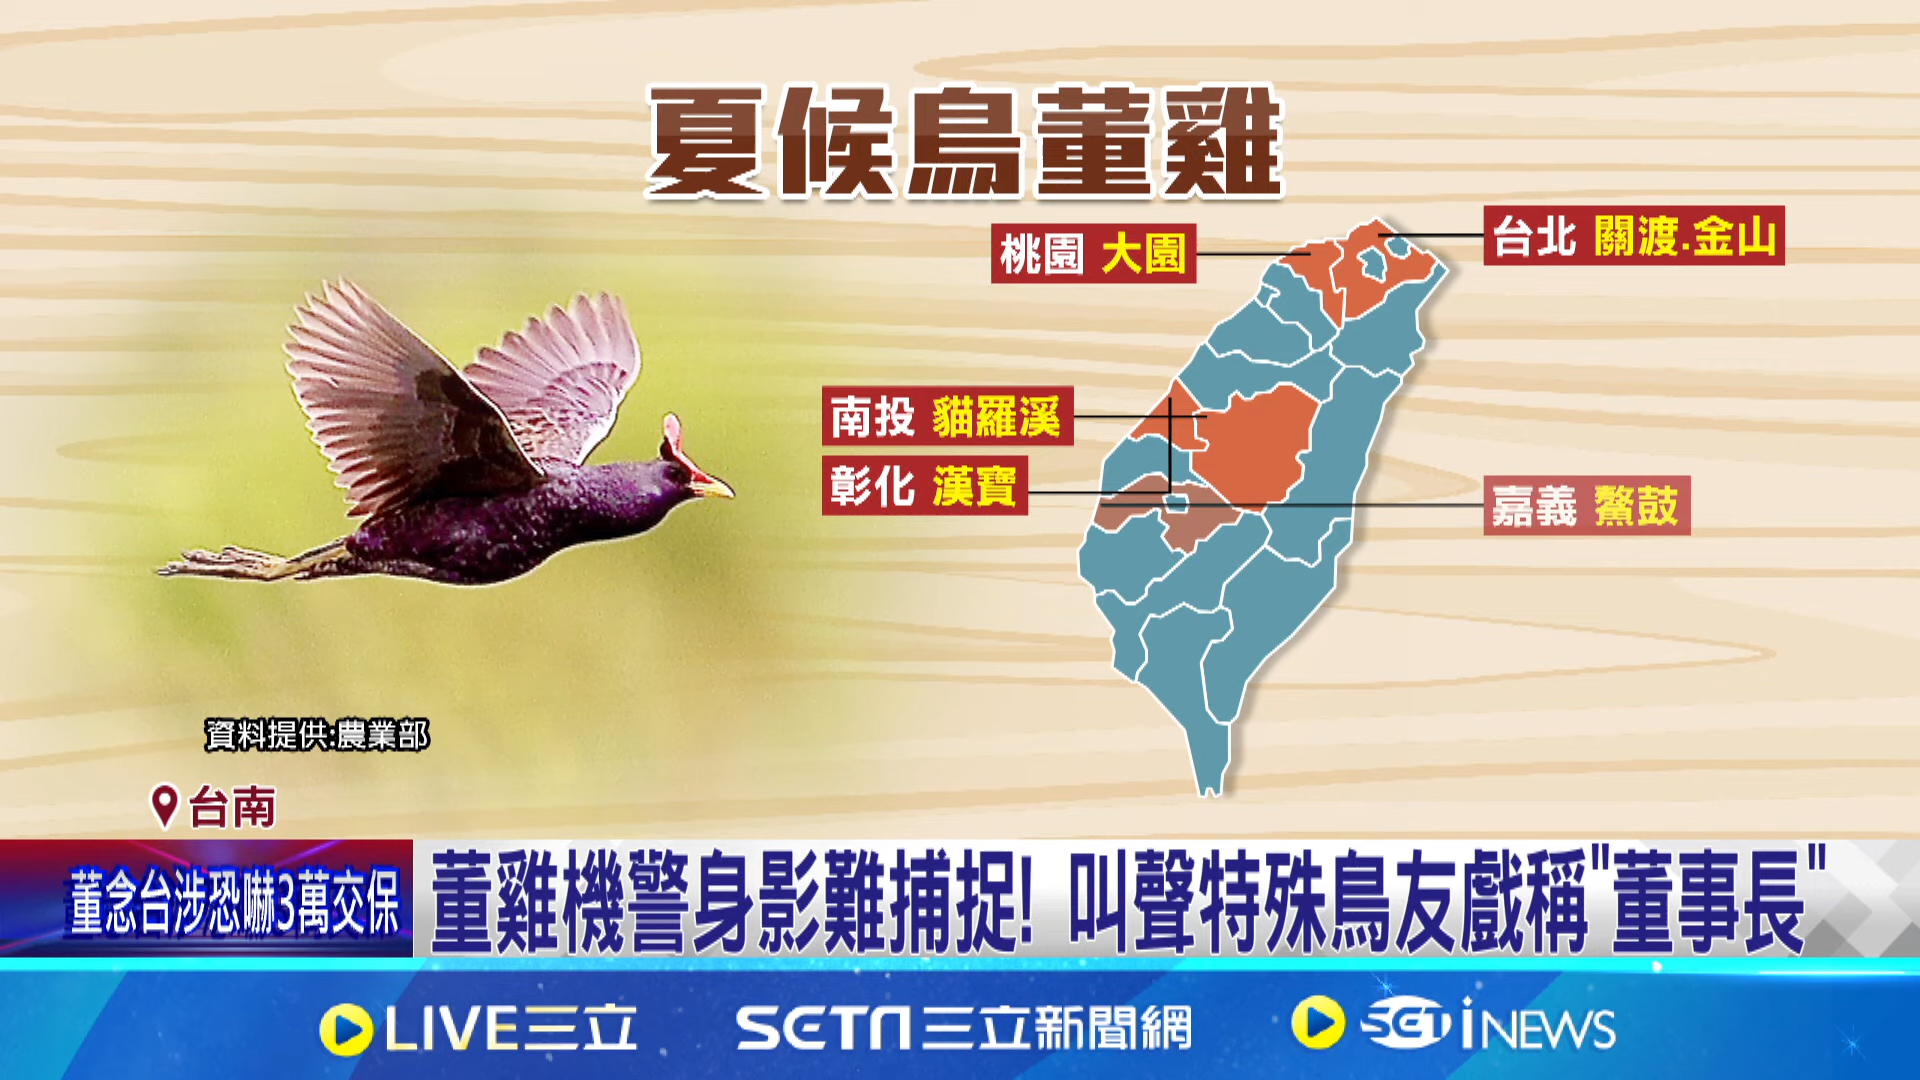 夏候鳥董雞
桃園 大園
台北 關渡.金山
南投 貓羅溪
彰化 漢寶
嘉義 鰲鼓
資料提供:農業部
台南
董念台涉恐嚇3萬交保
董雞機警身影難捕捉! 叫聲特殊鳥友戲稱"董事長"
LIVE三立
SETN三立新聞網
SET iNEWS